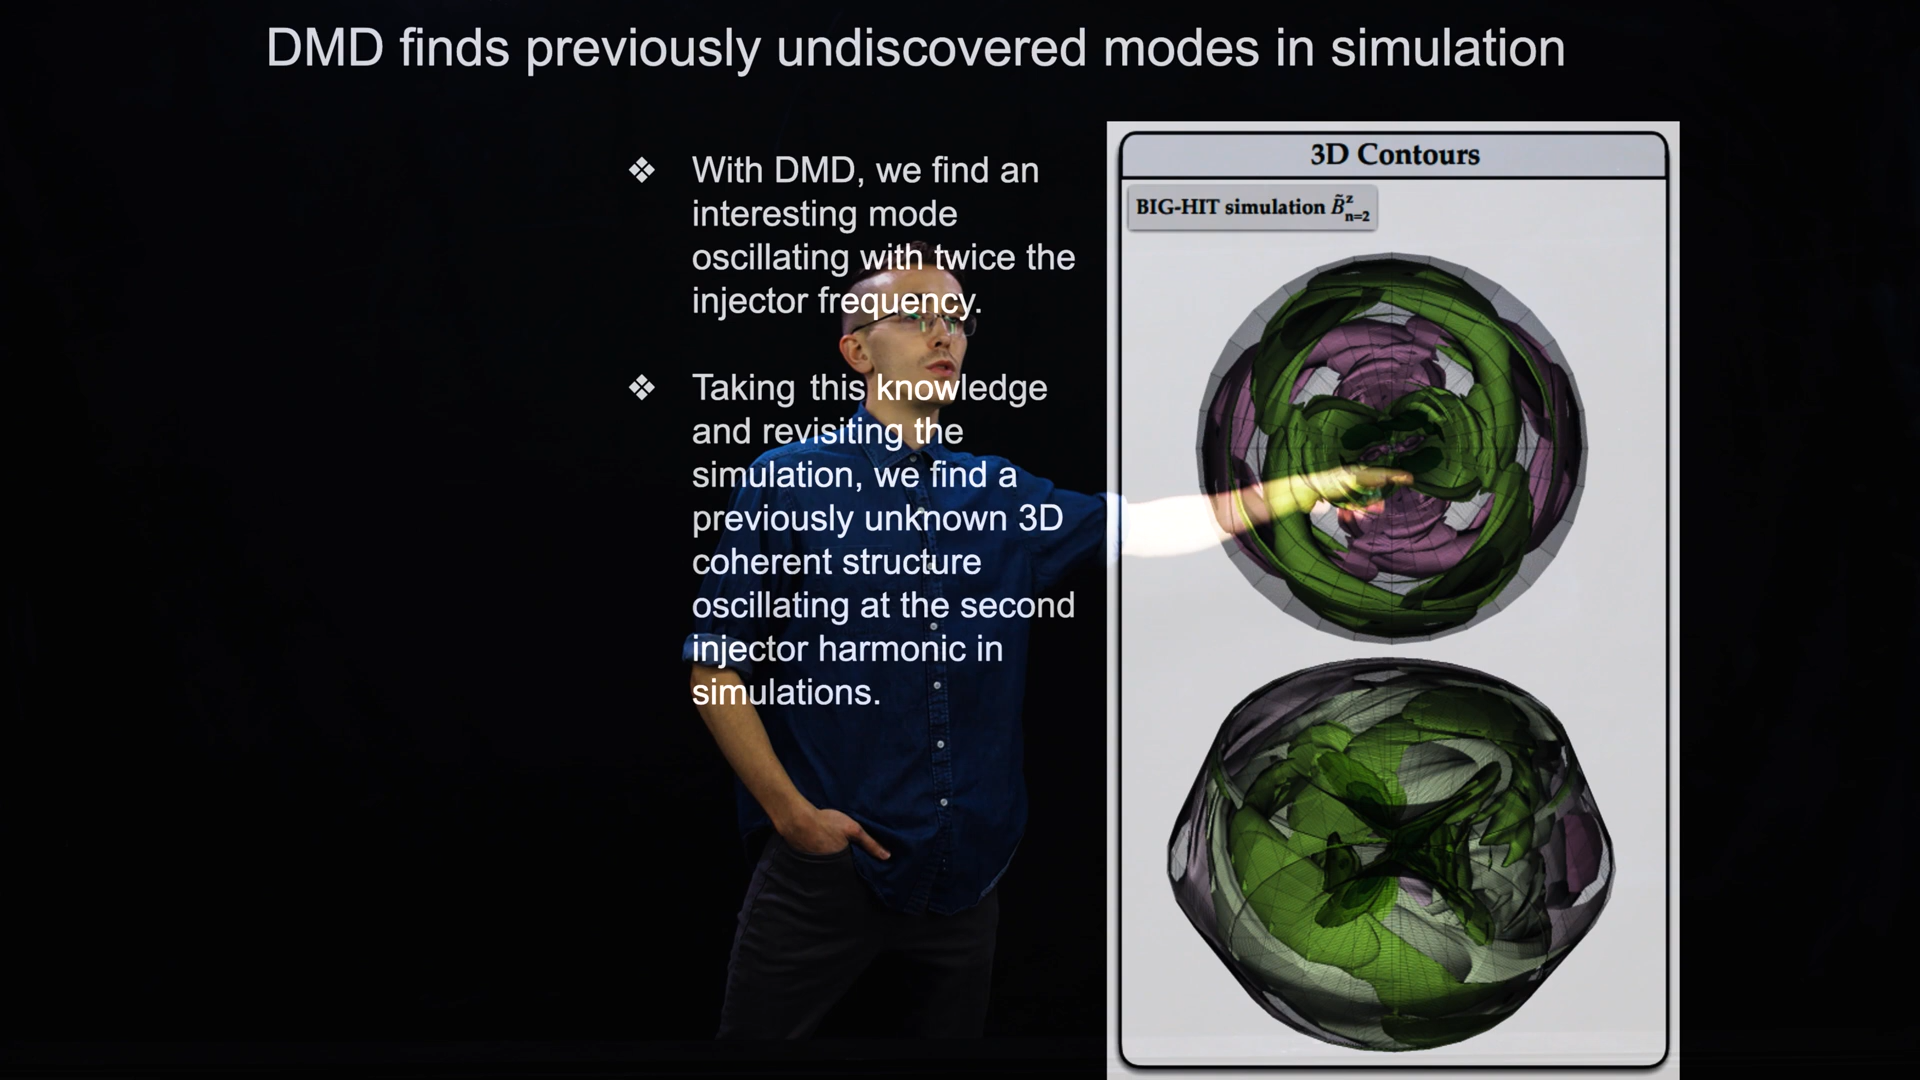 DMD finds previously undiscovered modes in simulation
❖ With DMD, we find an
interesting mode
oscillating with twice the
injector frequency.
❖ Taking this knowledge
and revisiting the
simulation, we find a
previously unknown 3D
coherent structure
oscillating at the second
injector harmonic in
simulations.
3D Contours
BIG-HIT simulation B̃ᶻₙ₌₂